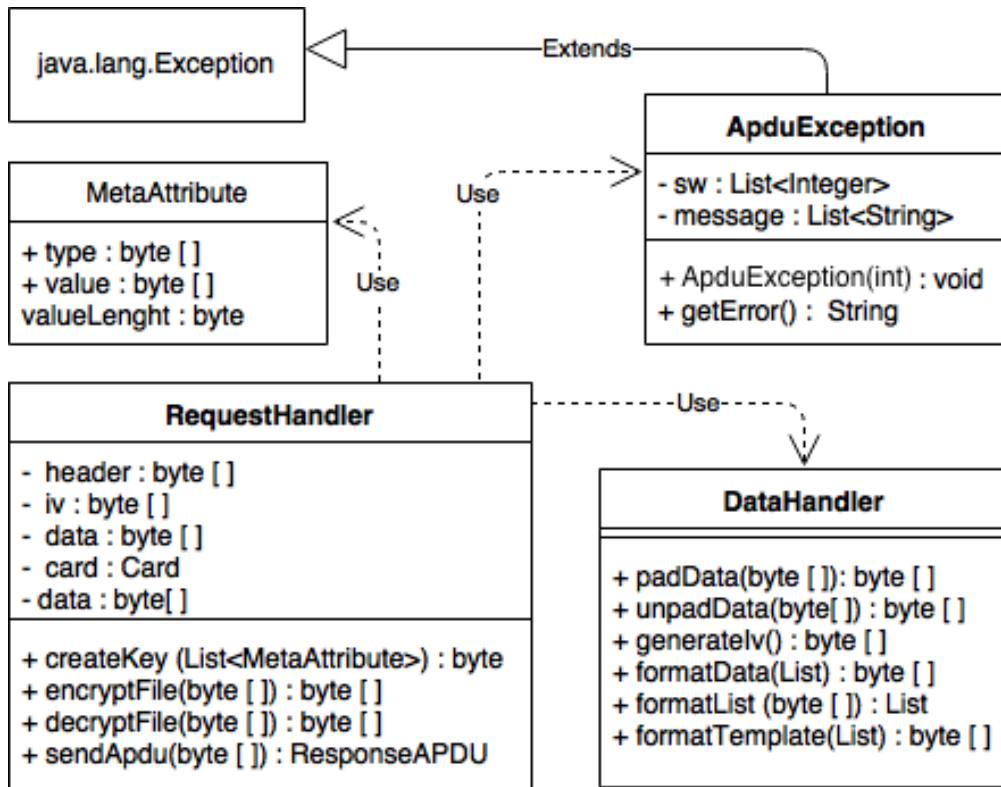 java.lang.Exception
Extends
ApduException
- sw : List<Integer>
- message : List<String>
+ ApduException(int) : void
+ getError() : String
Use
MetaAttribute
+ type : byte [ ]
+ value : byte [ ]
valueLenght : byte
Use
RequestHandler
- header : byte [ ]
- iv : byte [ ]
- data : byte [ ]
- card : Card
- data : byte[ ]
+ createKey (List<MetaAttribute>) : byte
+ encryptFile(byte [ ]) : byte [ ]
+ decryptFile(byte [ ]) : byte [ ]
+ sendApdu(byte [ ]) : ResponseAPDU
Use
DataHandler
+ padData(byte [ ]): byte [ ]
+ unpadData(byte[ ]) : byte [ ]
+ generateIv() : byte [ ]
+ formatData(List) : byte [ ]
+ formatList (byte [ ]) : List
+ formatTemplate(List) : byte [ ]